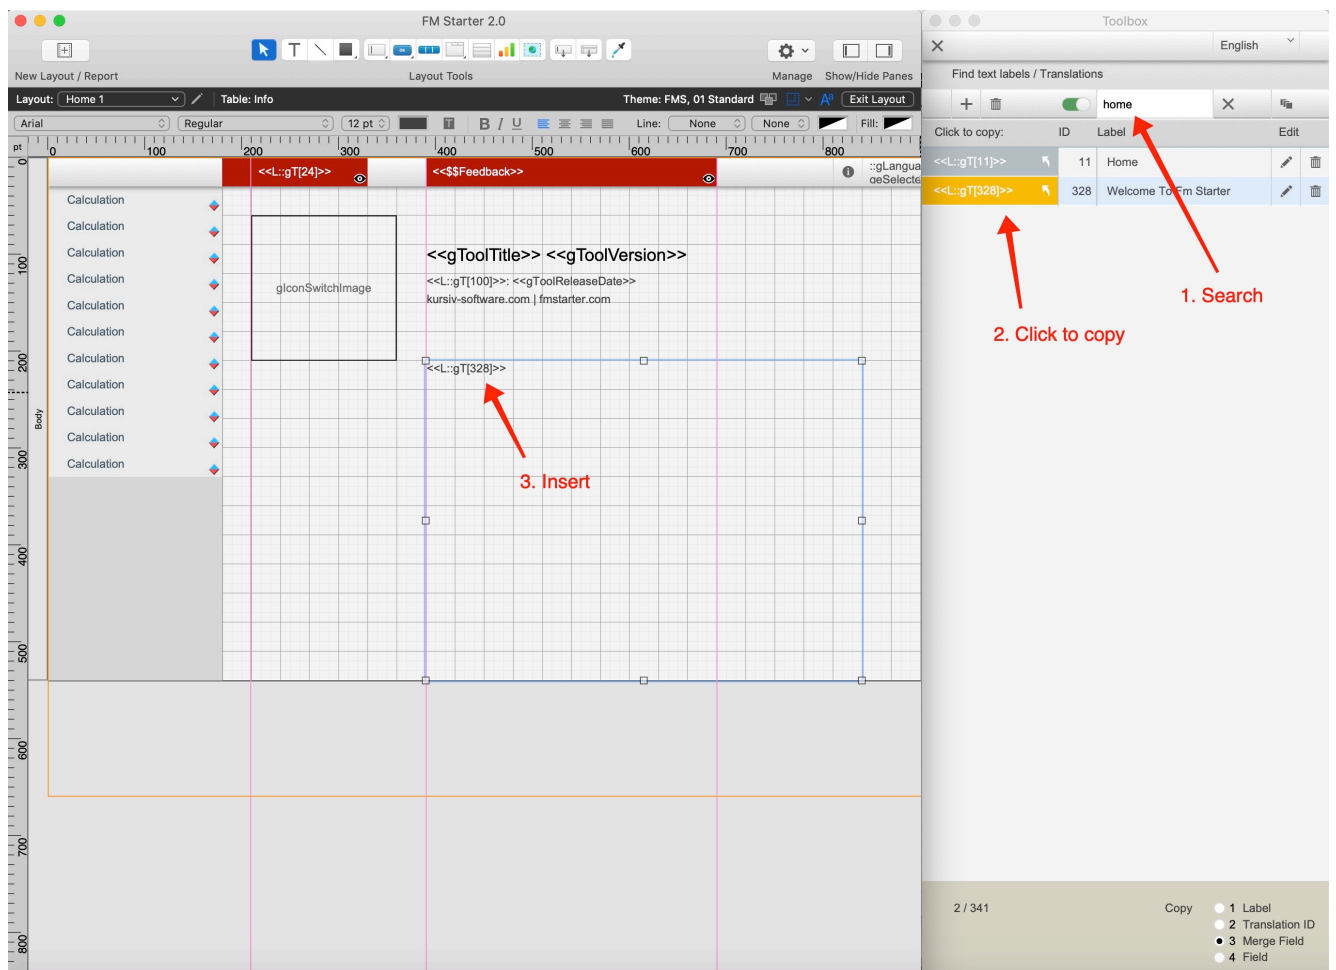 FM Starter 2.0
New Layout / Report
Layout Tools
Manage
Show/Hide Panes
Layout: Home 1
Table: Info
Theme: FMS, 01 Standard
Exit Layout
Arial
Regular
12 pt
B I U
Line: None
None
Fill:
pt
0 100 200 300 400 500 600 700 800
<<L::gT[24]>>
<<$$Feedback>>
::gLangua
geSelecte
Calculation
Calculation
Calculation
Calculation
Calculation
Calculation
Calculation
Calculation
Calculation
Calculation
Calculation
gIconSwitchImage
<<gToolTitle>> <<gToolVersion>>
<<L::gT[100]>>: <<gToolReleaseDate>>
kursiv-software.com | fmstarter.com
<<L::gT[328]>>
3. Insert
Body
0
100
200
300
400
500
600
700
800
Toolbox
English
Find text labels / Translations
home
Click to copy:
ID
Label
Edit
<<L::gT[11]>> 11 Home
<<L::gT[328]>> 328 Welcome To Fm Starter
1. Search
2. Click to copy
2 / 341
Copy
1 Label
2 Translation ID
3 Merge Field
4 Field